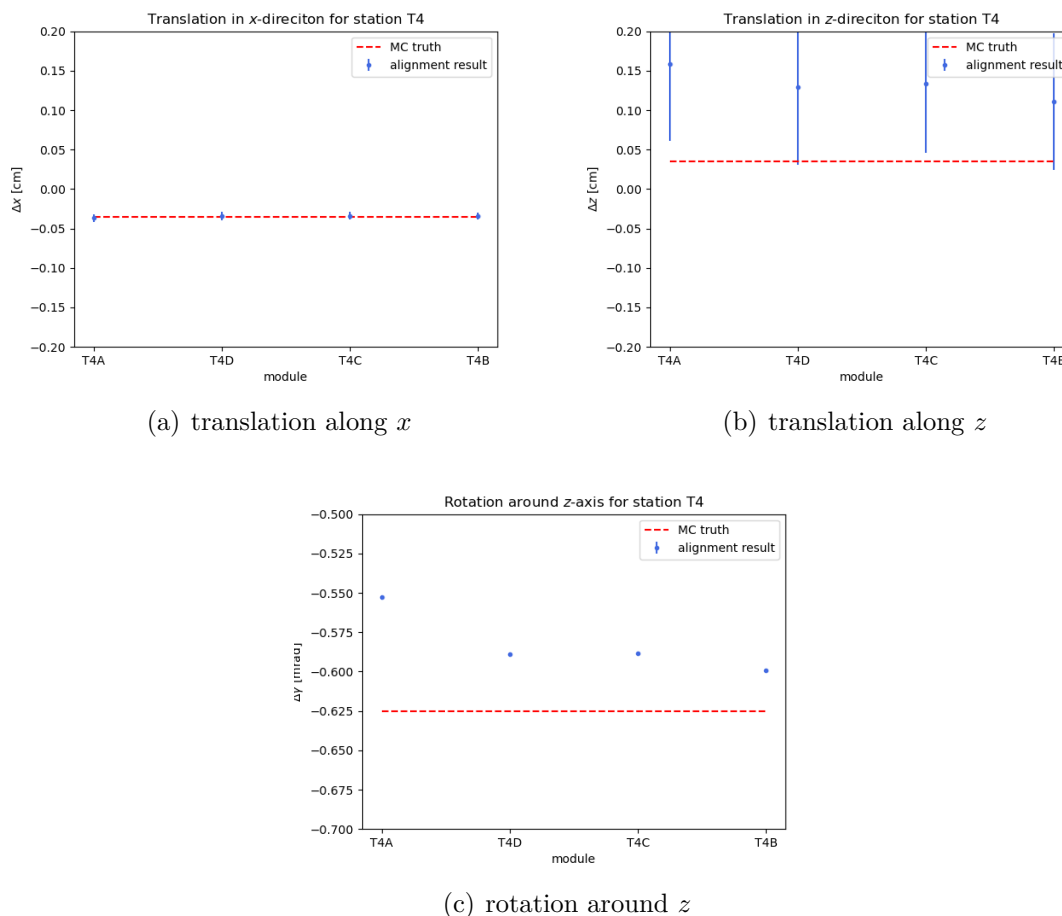 Translation in x-direciton for station T4
0.20
0.15
0.10
0.05
0.00
−0.05
−0.10
−0.15
−0.20
Δx [cm]
MC truth
alignment result
T4A T4D T4C T4B
module
(a) translation along x
Translation in z-direciton for station T4
0.20
0.15
0.10
0.05
0.00
−0.05
−0.10
−0.15
−0.20
Δz [cm]
MC truth
alignment result
T4A T4D T4C T4B
module
(b) translation along z
Rotation around z-axis for station T4
−0.500
−0.525
−0.550
−0.575
−0.600
−0.625
−0.650
−0.675
−0.700
Δγ [mrad]
MC truth
alignment result
T4A T4D T4C T4B
module
(c) rotation around z